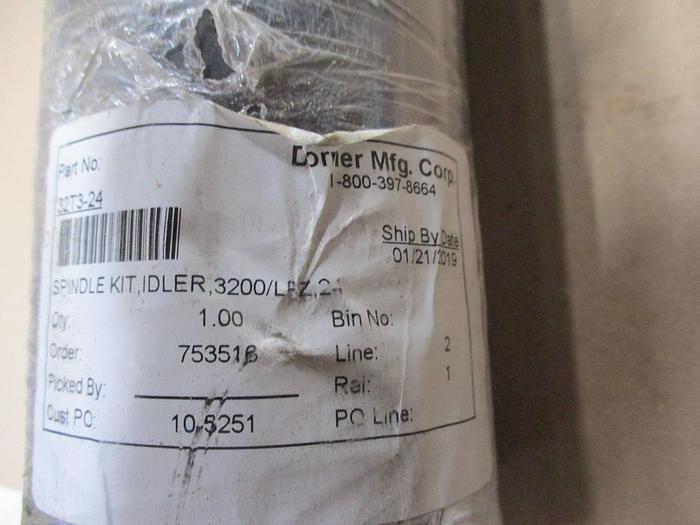 Dorner Mfg. Corp.
1-800-397-8664
Part No:
32T3-24
Ship By Date
01/21/2019
SPINDLE KIT,IDLER,3200/LPZ,24
Qty: 1.00 Bin No:
Order: 753516 Line: 2
Picked By: Rel: 1
Cust PO: 10-5251 PO Line: